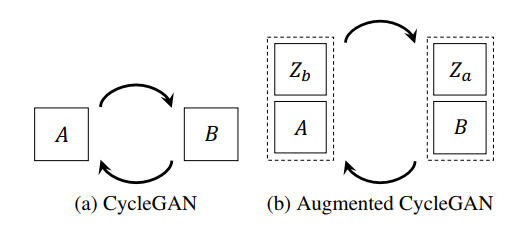 Z_b
Z_a
A
B
A
B
(a) CycleGAN
(b) Augmented CycleGAN